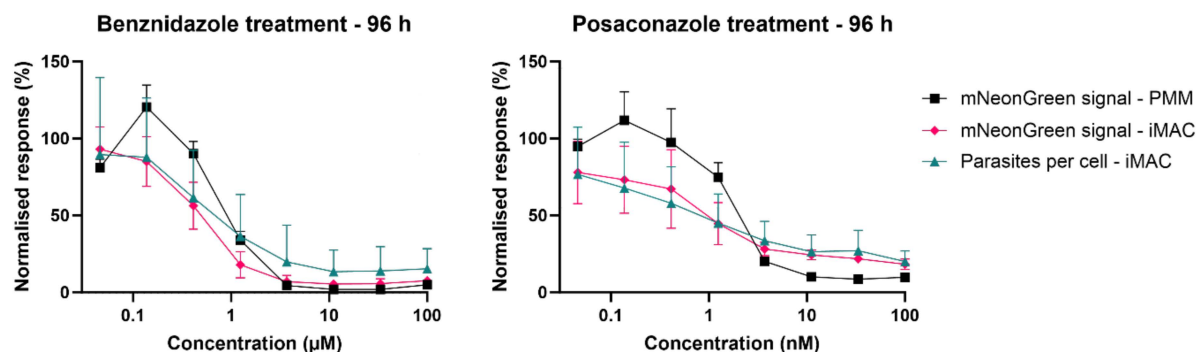 Benznidazole treatment - 96 h
Normalised response (%)
150
100
50
0
0.1 1 10 100
Concentration (µM)
Posaconazole treatment - 96 h
Normalised response (%)
150
100
50
0
0.1 1 10 100
Concentration (nM)
mNeonGreen signal - PMM
mNeonGreen signal - iMAC
Parasites per cell - iMAC